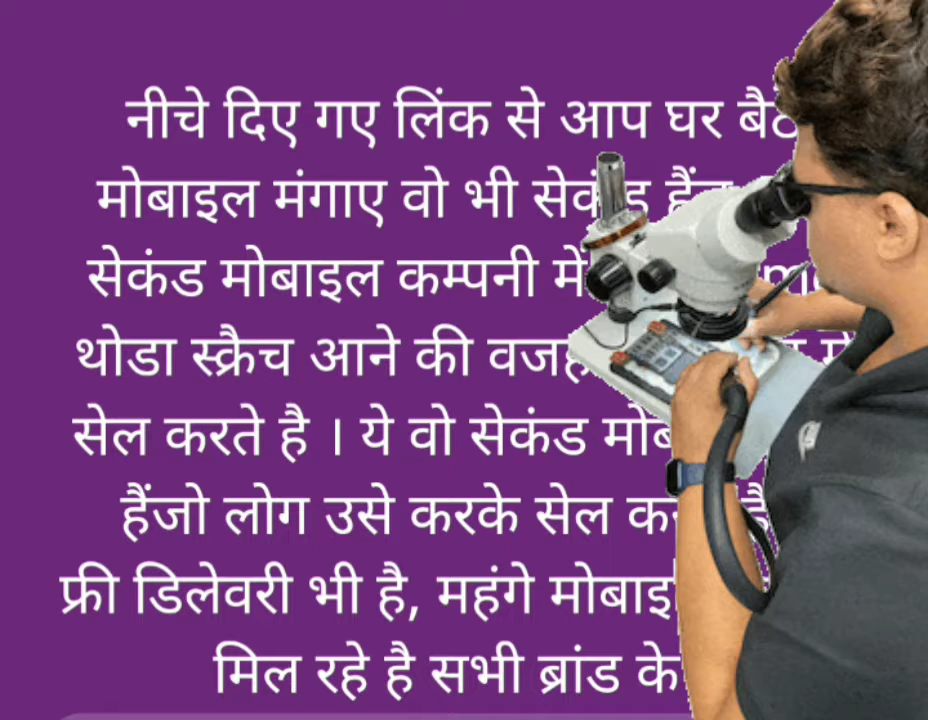 नीचे दिए गए लिंक से आप घर
मोबाइल मंगाए वो भी
सेकंड मोबाइल कम्पनी में
थोडा स्क्रैच आने की वजह
सेल करते है । ये वो सेकंड
हैंजो लोग उसे करके सेल
फ्री डिलेवरी भी है, महंगे
मिल रहे है सभी ब्रांड के